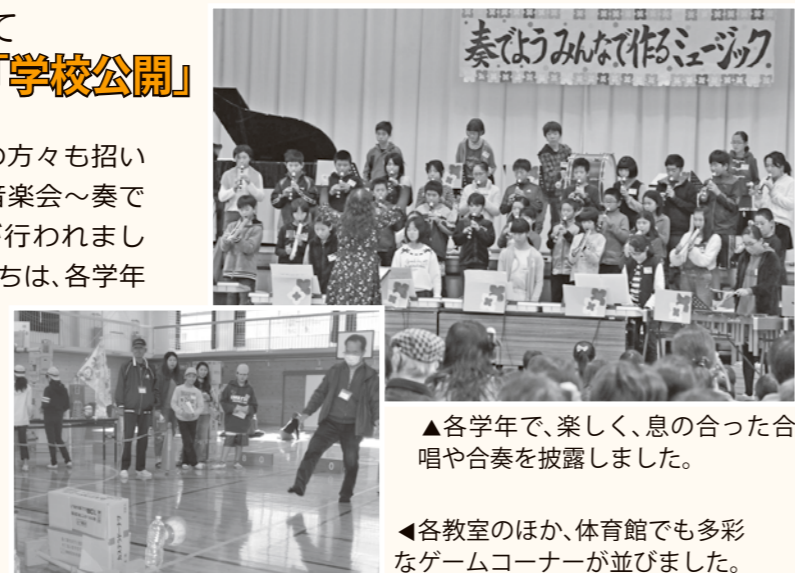 て
「学校公開」
の方々も招い
音楽会～奏で
が行われまし
ちは、各学年
奏でようみんなで作るミュージック
▲各学年で、楽しく、息の合った合
唱や合奏を披露しました。
◀各教室のほか、体育館でも多彩
なゲームコーナーが並びました。